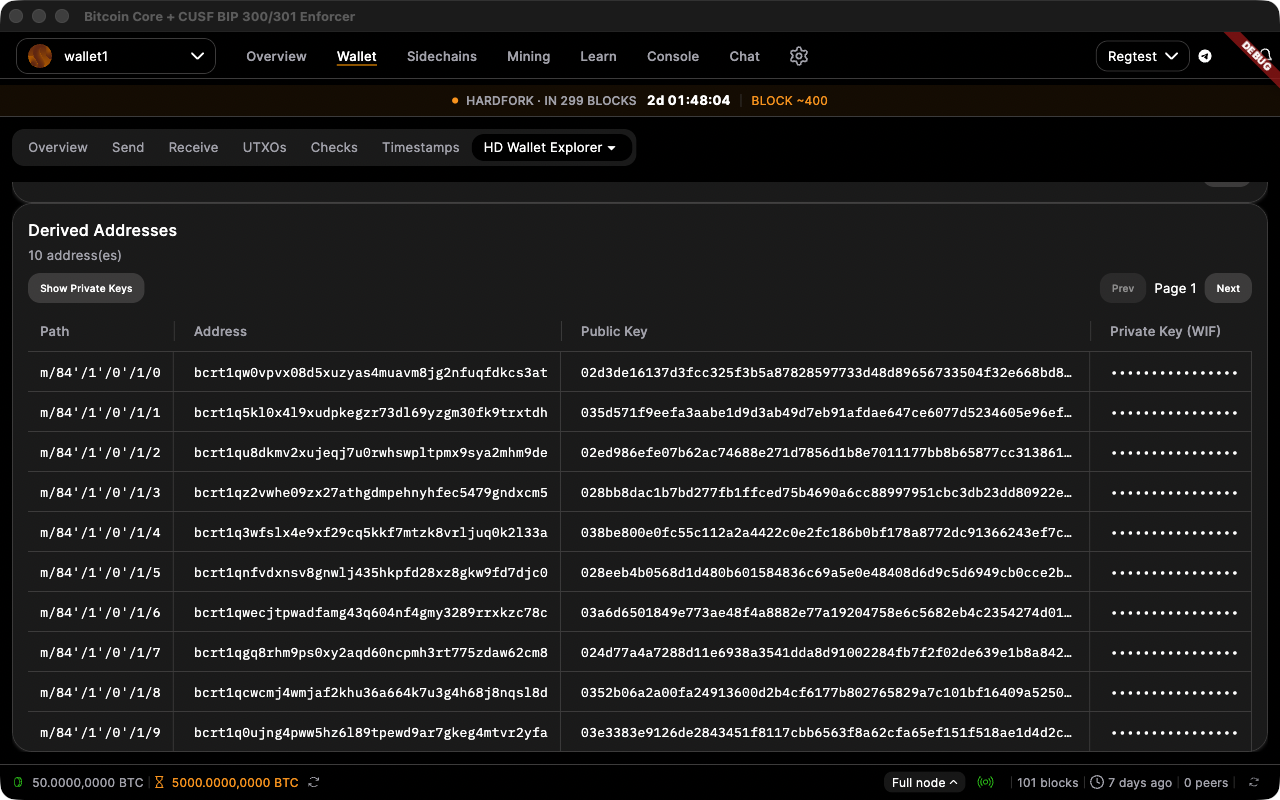 Bitcoin Core + CUSF BIP 300/301 Enforcer
wallet1 Overview Wallet Sidechains Mining Learn Console Chat Regtest DEBUG
HARDFORK · IN 299 BLOCKS 2d 01:48:04 BLOCK ~400
Overview Send Receive UTXOs Checks Timestamps HD Wallet Explorer
Derived Addresses
10 address(es)
Show Private Keys Prev Page 1 Next
Path Address Public Key Private Key (WIF)
m/84'/1'/0'/1/0 bcrt1qw0vpvx08d5xuzyas4muavm8jg2nfuqfdkcs3at 02d3de16137d3fcc325f3b5a87828597733d48d89656733504f32e668bd8… ••••••••••••••••
m/84'/1'/0'/1/1 bcrt1q5kl0x4l9xudpkegzr73dl69yzgm30fk9trxtdh 035d571f9eefa3aabe1d9d3ab49d7eb91afdae647ce6077d5234605e96ef… ••••••••••••••••
m/84'/1'/0'/1/2 bcrt1qu8dkmv2xujeqj7u0rwhswpltpmx9sya2mhm9de 02ed986efe07b62ac74688e271d7856d1b8e7011177bb8b65877cc313861… ••••••••••••••••
m/84'/1'/0'/1/3 bcrt1qz2vwhe09zx27athgdmpehnyhfec5479gndxcm5 028bb8dac1b7bd277fb1ffced75b4690a6cc88997951cbc3db23dd80922e… ••••••••••••••••
m/84'/1'/0'/1/4 bcrt1q3wfslx4e9xf29cq5kkf7mtzk8vrljuq0k2l33a 038be800e0fc55c112a2a4422c0e2fc186b0bf178a8772dc91366243ef7c… ••••••••••••••••
m/84'/1'/0'/1/5 bcrt1qnfvdxnsv8gnwlj435hkpfd28xz8gkw9fd7djc0 028eeb4b0568d1d480b601584836c69a5e0e48408d6d9c5d6949cb0cce2b… ••••••••••••••••
m/84'/1'/0'/1/6 bcrt1qwecjtpwadfamg43q604nf4gmy3289rrxkzc78c 03a6d6501849e773ae48f4a8882e77a19204758e6c5682eb4c2354274d01… ••••••••••••••••
m/84'/1'/0'/1/7 bcrt1qgq8rhm9ps0xy2aqd60ncpmh3rt775zdaw62cm8 024d77a4a7288d11e6938a3541dda8d91002284fb7f2f02de639e1b8a842… ••••••••••••••••
m/84'/1'/0'/1/8 bcrt1qcwcmj4wmjaf2khu36a664k7u3g4h68j8nqsl8d 0352b06a2a00fa24913600d2b4cf6177b802765829a7c101bf16409a5250… ••••••••••••••••
m/84'/1'/0'/1/9 bcrt1q0ujng4pww5hz6l89tpewd9ar7gkeg4mtvr2yfa 03e3383e9126de2843451f8117cbb6563f8a62cfa65ef151f518ae1d4d2c… ••••••••••••••••
50.0000,0000 BTC 5000.0000,0000 BTC Full node 101 blocks 7 days ago 0 peers